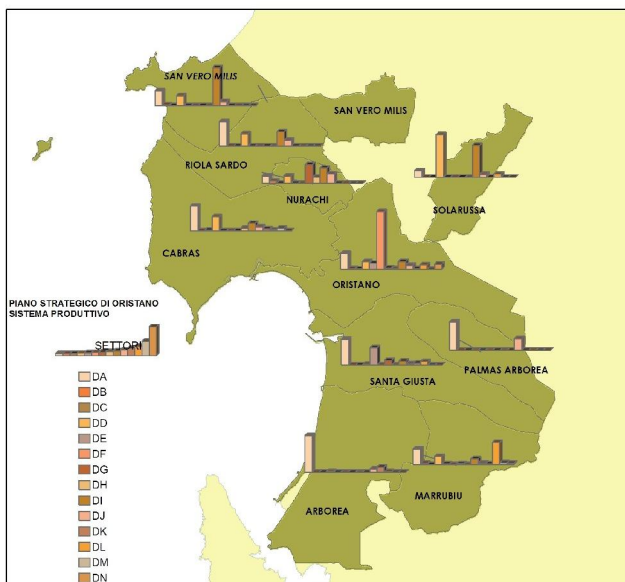 SAN VERO MILIS
SAN VERO MILIS
RIOLA SARDO
NURACHI
SOLARUSSA
CABRAS
ORISTANO
PIANO STRATEGICO DI ORISTANO
SISTEMA PRODUTTIVO
SETTORI
PALMAS ARBOREA
SANTA GIUSTA
MARRUBIU
ARBOREA
DA
DB
DC
DD
DE
DF
DG
DH
DI
DJ
DK
DL
DM
DN